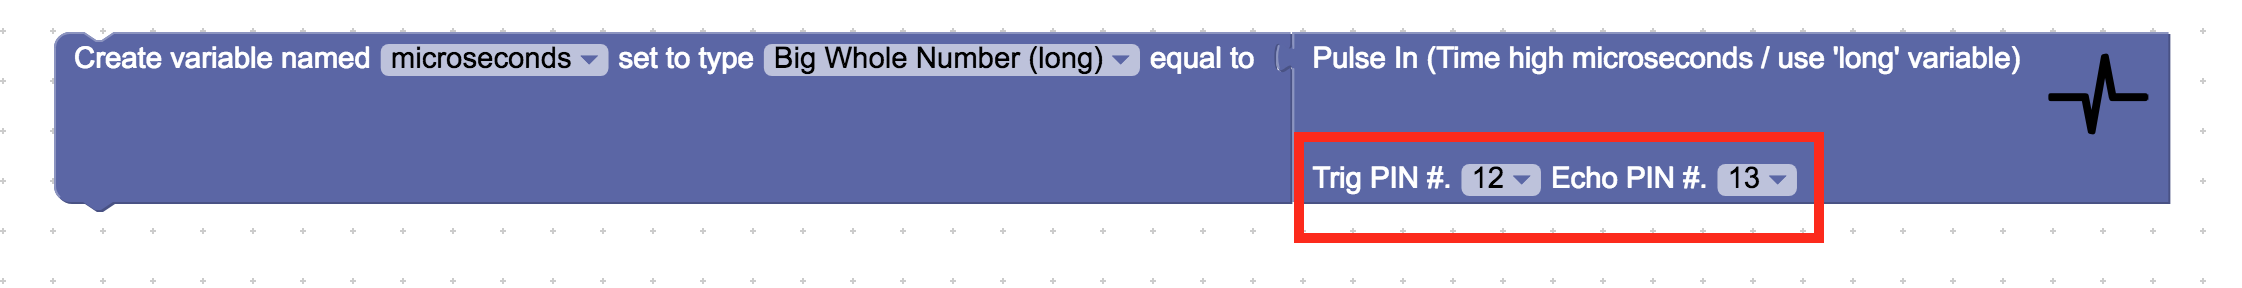 Create variable named microseconds set to type Big Whole Number (long) equal to Pulse In (Time high microseconds / use 'long' variable)
Trig PIN #. 12 Echo PIN #. 13